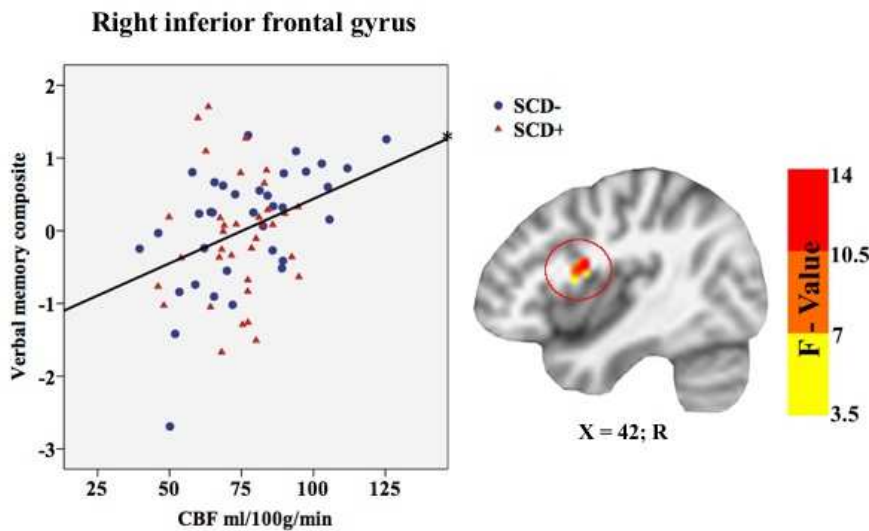 Right inferior frontal gyrus
Verbal memory composite
2
1
0
-1
-2
-3
*
25 50 75 100 125
CBF ml/100g/min
SCD-
SCD+
X = 42; R
14
10.5
7
3.5
F - Value